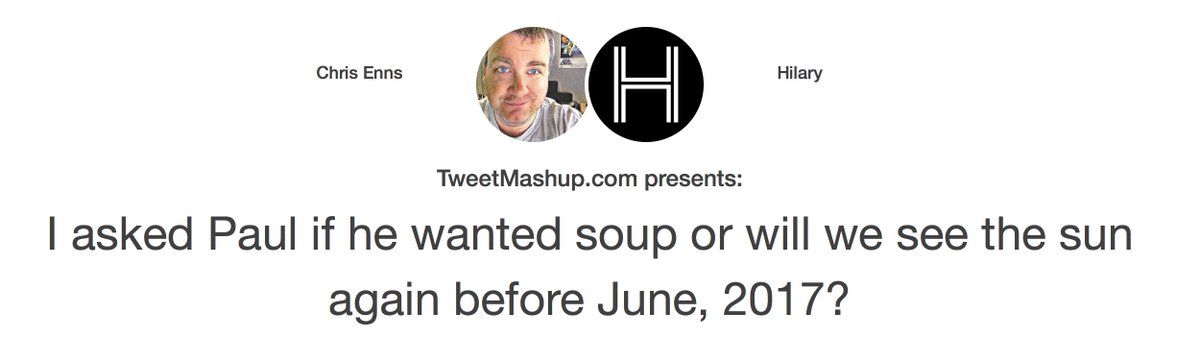 Chris Enns
H
Hilary
TweetMashup.com presents:
I asked Paul if he wanted soup or will we see the sun
again before June, 2017?